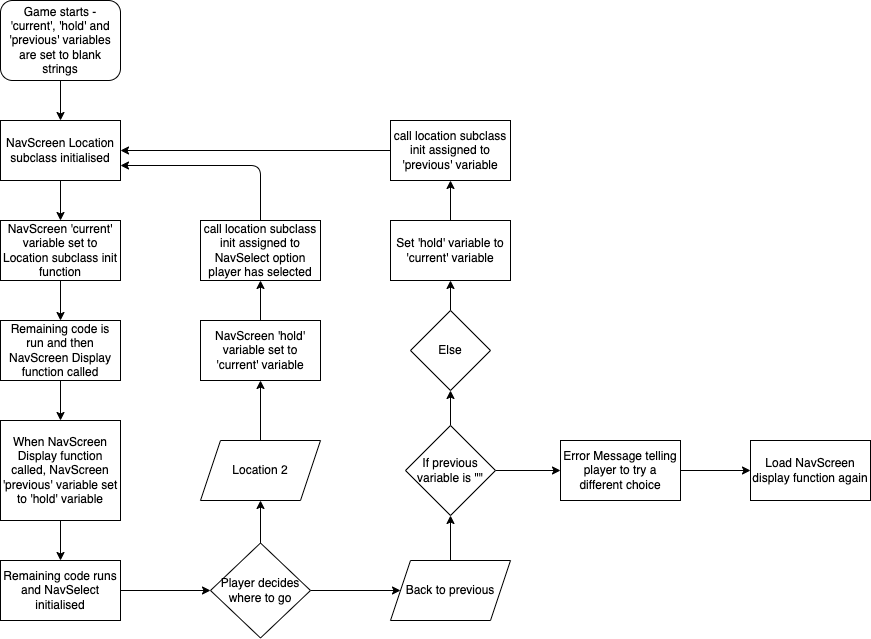 Game starts -
'current', 'hold' and
'previous' variables
are set to blank
strings
NavScreen Location
subclass initialised
call location subclass
init assigned to
'previous' variable
NavScreen 'current'
variable set to
Location subclass init
function
call location subclass
init assigned to
NavSelect option
player has selected
Set 'hold' variable to
'current' variable
Remaining code is
run and then
NavScreen Display
function called
NavScreen 'hold'
variable set to
'current' variable
Else
When NavScreen
Display function
called, NavScreen
'previous' variable set
to 'hold' variable
Location 2
If previous
variable is ""
Error Message telling
player to try a
different choice
Load NavScreen
display function again
Remaining code runs
and NavSelect
initialised
Player decides
where to go
Back to previous